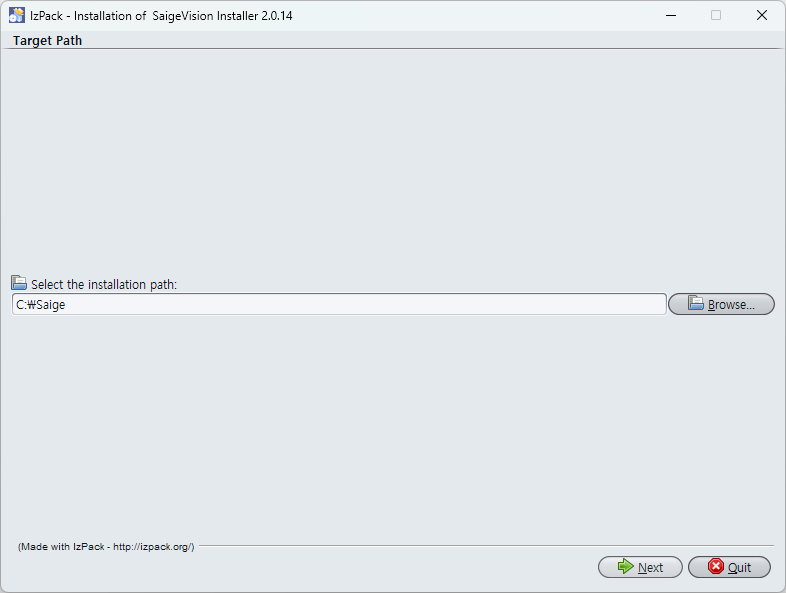 IzPack - Installation of  SaigeVision Installer 2.0.14
Target Path
Select the installation path:
C:₩Saige
Browse...
(Made with IzPack - http://izpack.org/)
Next
Quit